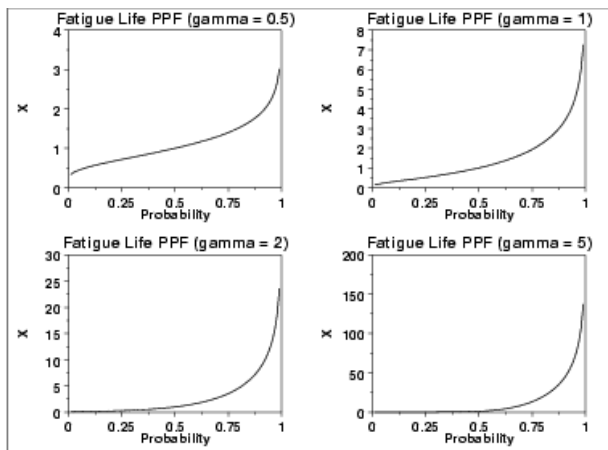 Fatigue Life PPF (gamma = 0.5)
4
3
2
1
0
X
0 0.25 0.5 0.75 1
Probability
Fatigue Life PPF (gamma = 1)
8
7
6
5
4
3
2
1
0
X
0 0.25 0.5 0.75 1
Probability
Fatigue Life PPF (gamma = 2)
30
25
20
15
10
5
0
X
0 0.25 0.5 0.75 1
Probability
Fatigue Life PPF (gamma = 5)
200
150
100
50
0
X
0 0.25 0.5 0.75 1
Probability